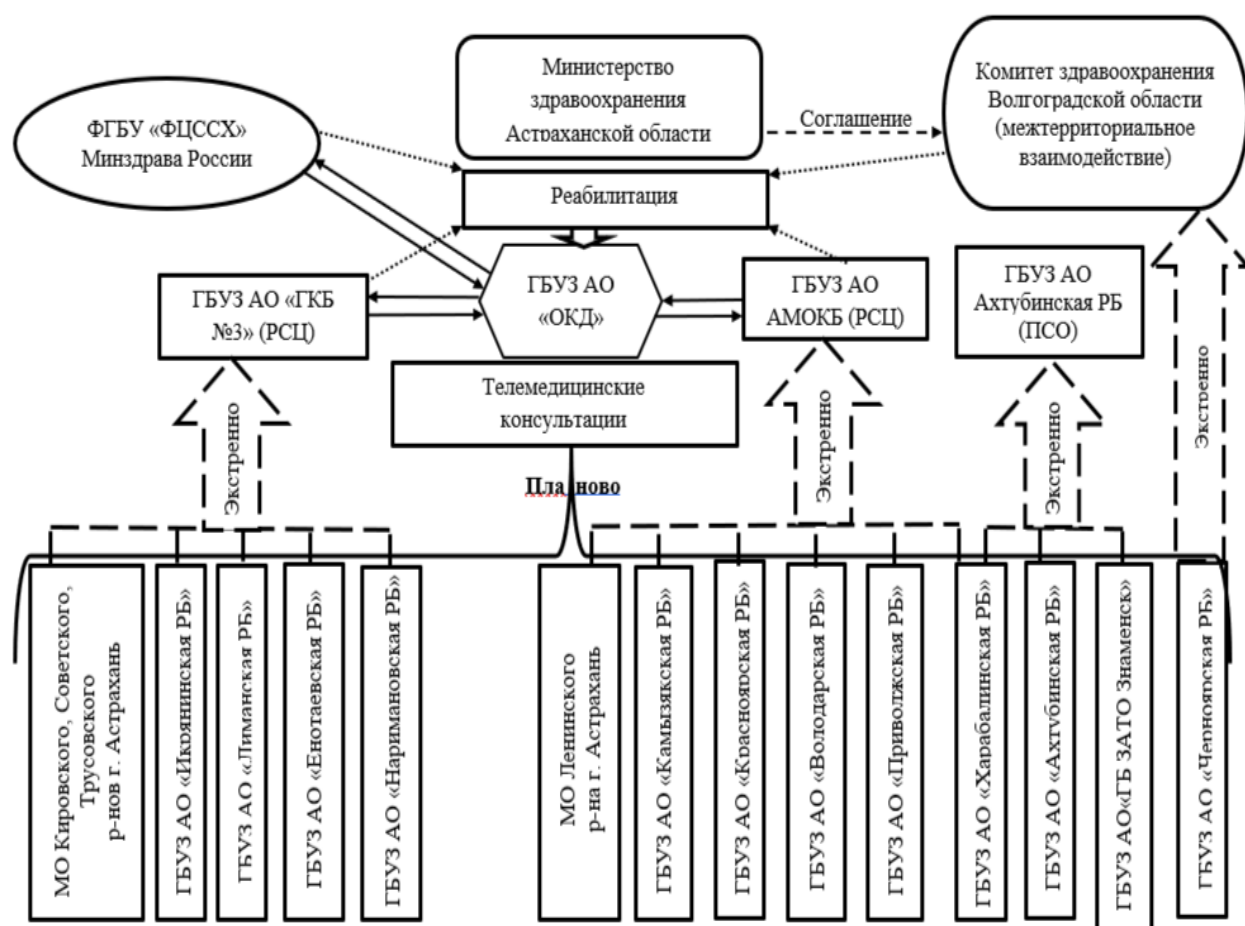 Министерство
здравоохранения
Астраханской области
Комитет здравоохранения
Волгоградской области
(межтерриториальное
взаимодействие)
ФГБУ «ФЦССХ»
Минздрава России
Соглашение
Реабилитация
ГБУЗ АО «ГКБ
№3» (РСЦ)
ГБУЗ АО
«ОКД»
ГБУЗ АО
АМОКБ (РСЦ)
ГБУЗ АО
Ахтубинская РБ
(ПСО)
Телемедицинские
консультации
Экстренно
Экстренно
Экстренно
Экстренно
Планово
МО Кировского, Советского,
Трусовского
р-нов г. Астрахань
ГБУЗ АО «Икрянинская РБ»
ГБУЗ АО «Лиманская РБ»
ГБУЗ АО «Енотаевская РБ»
ГБУЗ АО «Наримановская РБ»
МО Ленинского
р-на г. Астрахань
ГБУЗ АО «Камызякская РБ»
ГБУЗ АО «Красноярская РБ»
ГБУЗ АО «Володарская РБ»
ГБУЗ АО «Приволжская РБ»
ГБУЗ АО «Харабалинская РБ»
ГБУЗ АО «Ахтубинская РБ»
ГБУЗ АО«ГБ ЗАТО Знаменск»
ГБУЗ АО «Черноярская РБ»